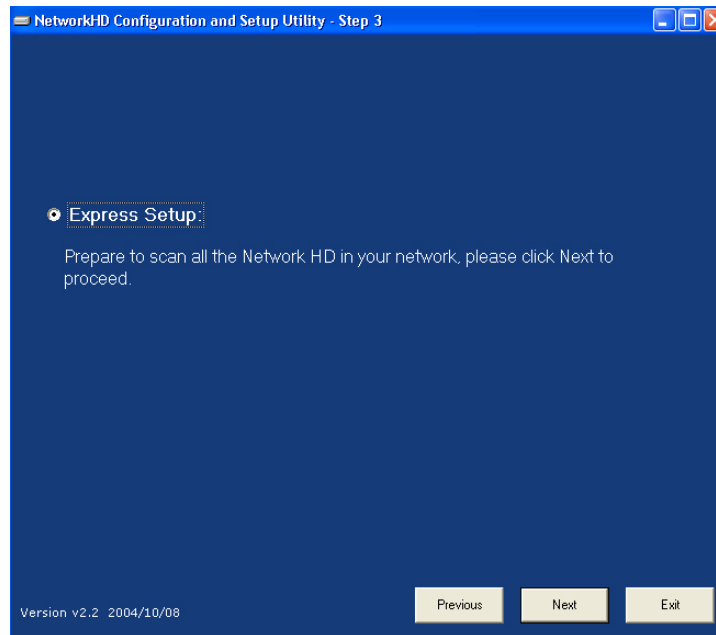 NetworkHD Configuration and Setup Utility - Step 3
Express Setup:
Prepare to scan all the Network HD in your network, please click Next to
proceed.
Version v2.2 2004/10/08
Previous
Next
Exit